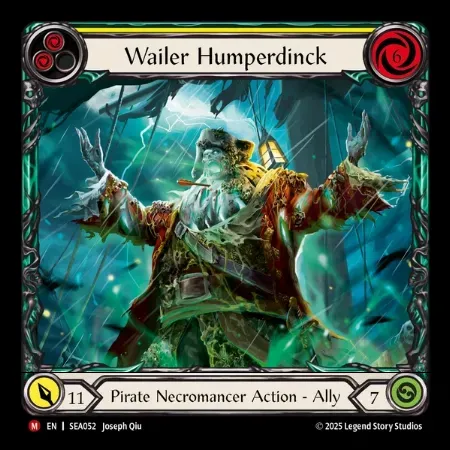 Wailer Humperdinck
6
11 Pirate Necromancer Action - Ally 7
M EN | SEA052 Joseph Qiu © 2025 Legend Story Studios